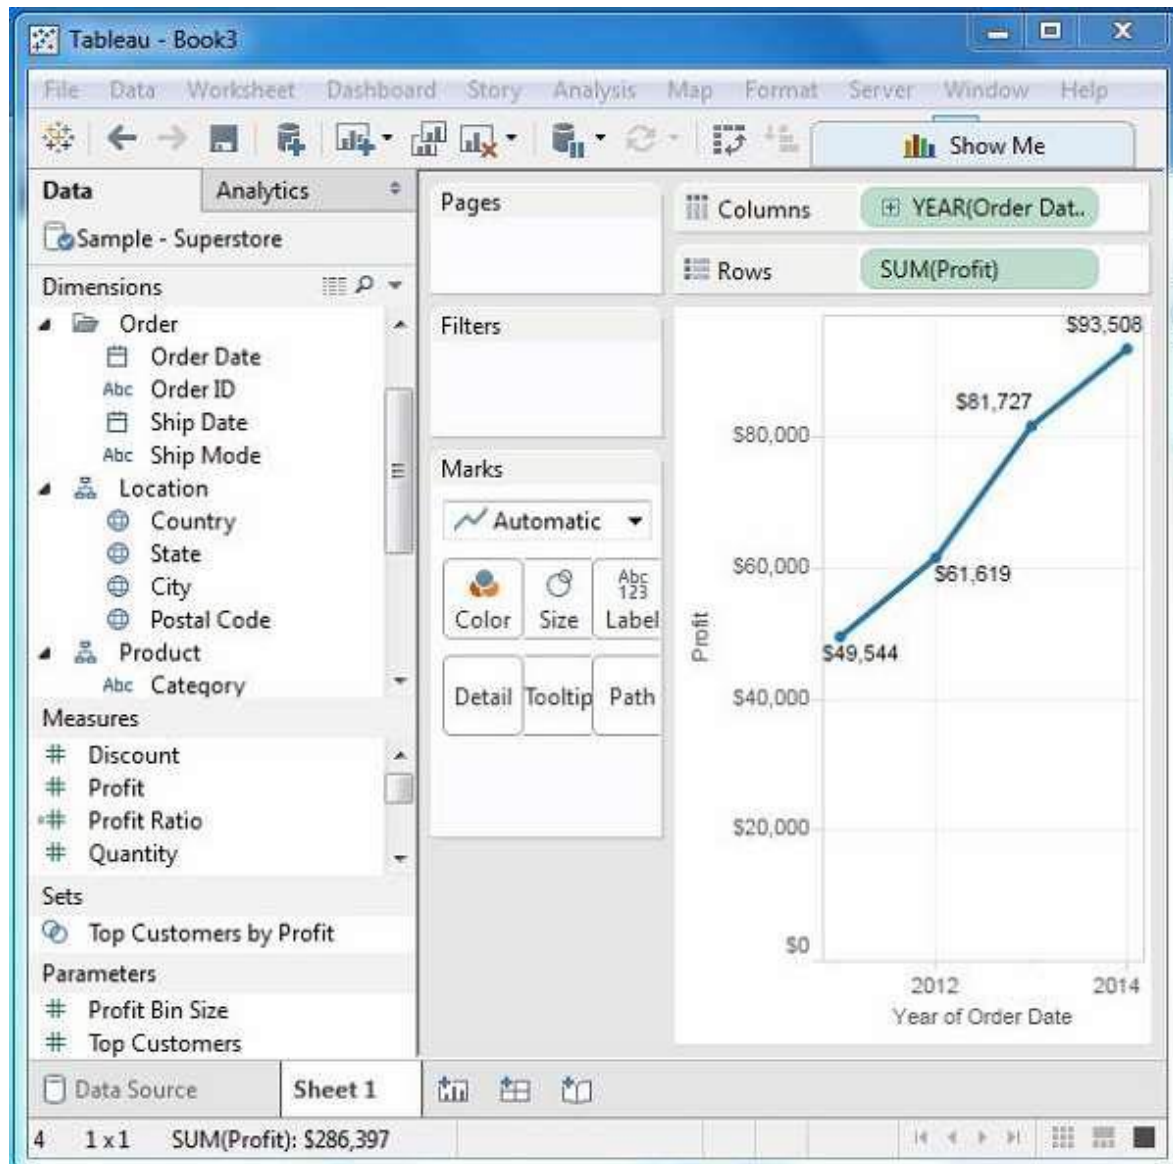 Tableau - Book3
File Data Worksheet Dashboard Story Analysis Map Format Server Window Help
Show Me
Data Analytics
Sample - Superstore
Dimensions
Order
Order Date
Abc Order ID
Ship Date
Abc Ship Mode
Location
Country
State
City
Postal Code
Product
Abc Category
Measures
# Discount
# Profit
# Profit Ratio
# Quantity
Sets
Top Customers by Profit
Parameters
# Profit Bin Size
# Top Customers
Pages
Filters
Marks
Automatic
Abc
123
Color Size Label
Detail Tooltip Path
Columns YEAR(Order Dat..
Rows SUM(Profit)
$93,508
$81,727
$80,000
$60,000
$61,619
Profit
$49,544
$40,000
$20,000
$0
2012 2014
Year of Order Date
Data Source Sheet 1
4 1 x 1 SUM(Profit): $286,397